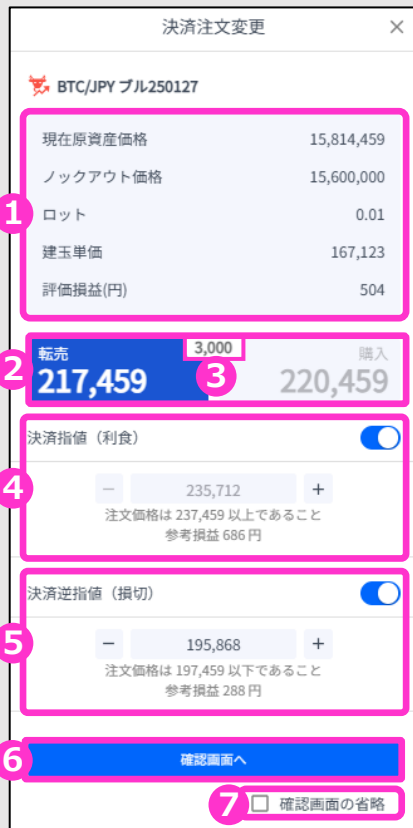 決済注文変更 ×
BTC/JPY ブル250127
1
現在原資産価格 15,814,459
ノックアウト価格 15,600,000
ロット 0.01
建玉単価 167,123
評価損益(円) 504
2
転売 3,000 購入
217,459 3 220,459
4
決済指値（利食）
− 235,712 +
注文価格は 237,459 以上であること
参考損益 686 円
5
決済逆指値（損切）
− 195,868 +
注文価格は 197,459 以下であること
参考損益 288 円
6 確認画面へ
7 確認画面の省略